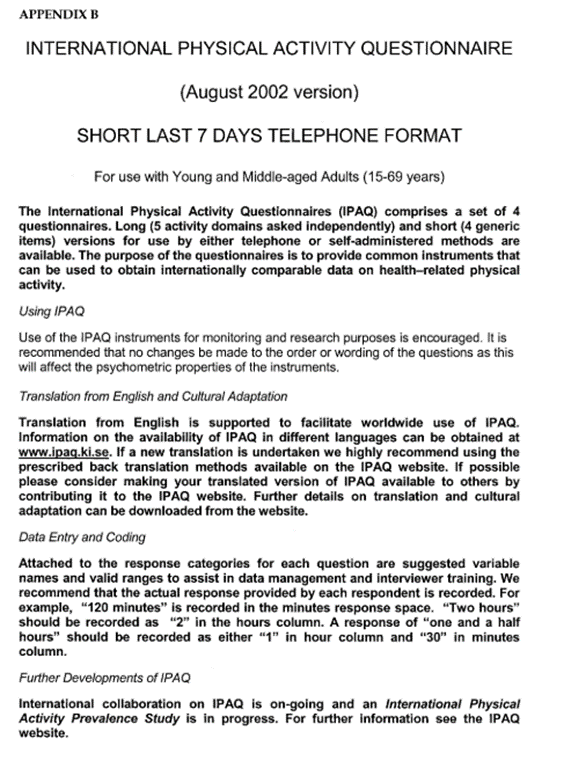 APPENDIX B
INTERNATIONAL PHYSICAL ACTIVITY QUESTIONNAIRE
(August 2002 version)
SHORT LAST 7 DAYS TELEPHONE FORMAT
For use with Young and Middle-aged Adults (15-69 years)
The International Physical Activity Questionnaires (IPAQ) comprises a set of 4
questionnaires. Long (5 activity domains asked independently) and short (4 generic
items) versions for use by either telephone or self-administered methods are
available. The purpose of the questionnaires is to provide common instruments that
can be used to obtain internationally comparable data on health–related physical
activity.
Using IPAQ
Use of the IPAQ instruments for monitoring and research purposes is encouraged. It is
recommended that no changes be made to the order or wording of the questions as this
will affect the psychometric properties of the instruments.
Translation from English and Cultural Adaptation
Translation from English is supported to facilitate worldwide use of IPAQ.
Information on the availability of IPAQ in different languages can be obtained at
www.ipaq.ki.se. If a new translation is undertaken we highly recommend using the
prescribed back translation methods available on the IPAQ website. If possible
please consider making your translated version of IPAQ available to others by
contributing it to the IPAQ website. Further details on translation and cultural
adaptation can be downloaded from the website.
Data Entry and Coding
Attached to the response categories for each question are suggested variable
names and valid ranges to assist in data management and interviewer training. We
recommend that the actual response provided by each respondent is recorded. For
example, “120 minutes” is recorded in the minutes response space. “Two hours”
should be recorded as “2” in the hours column. A response of “one and a half
hours” should be recorded as either “1” in hour column and “30” in minutes
column.
Further Developments of IPAQ
International collaboration on IPAQ is on-going and an International Physical
Activity Prevalence Study is in progress. For further information see the IPAQ
website.